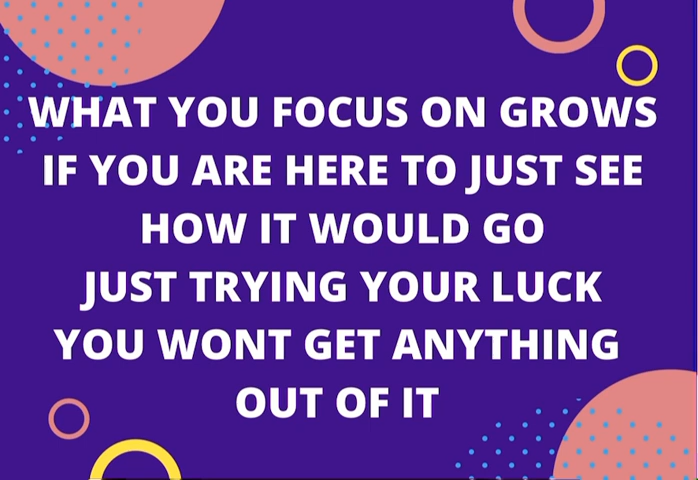 WHAT YOU FOCUS ON GROWS
IF YOU ARE HERE TO JUST SEE
HOW IT WOULD GO
JUST TRYING YOUR LUCK
YOU WONT GET ANYTHING
OUT OF IT